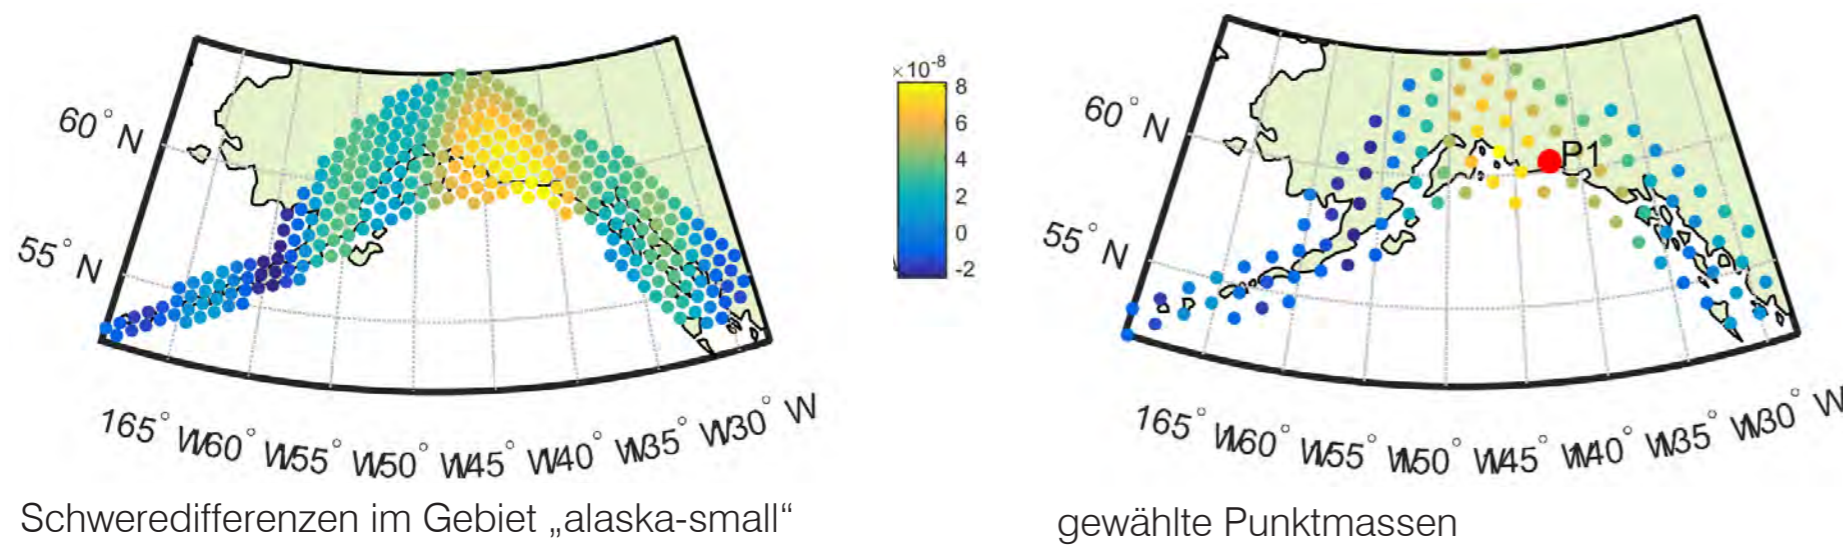 60° N
55° N
165° W60° W55° W50° W45° W40° W35° W30° W
×10⁻⁸
8
6
4
2
0
-2
Schweredifferenzen im Gebiet „alaska-small“
P1
60° N
55° N
165° W60° W55° W50° W45° W40° W35° W30° W
gewählte Punktmassen